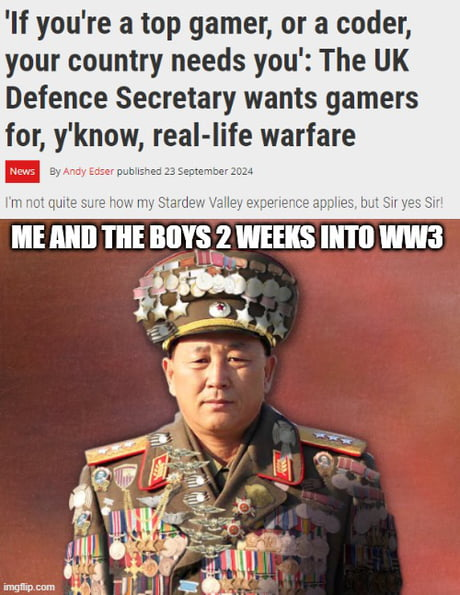 'If you're a top gamer, or a coder,
your country needs you': The UK
Defence Secretary wants gamers
for, y'know, real-life warfare
News By Andy Edser published 23 September 2024
I'm not quite sure how my Stardew Valley experience applies, but Sir yes Sir!
ME AND THE BOYS 2 WEEKS INTO WW3
imgflip.com